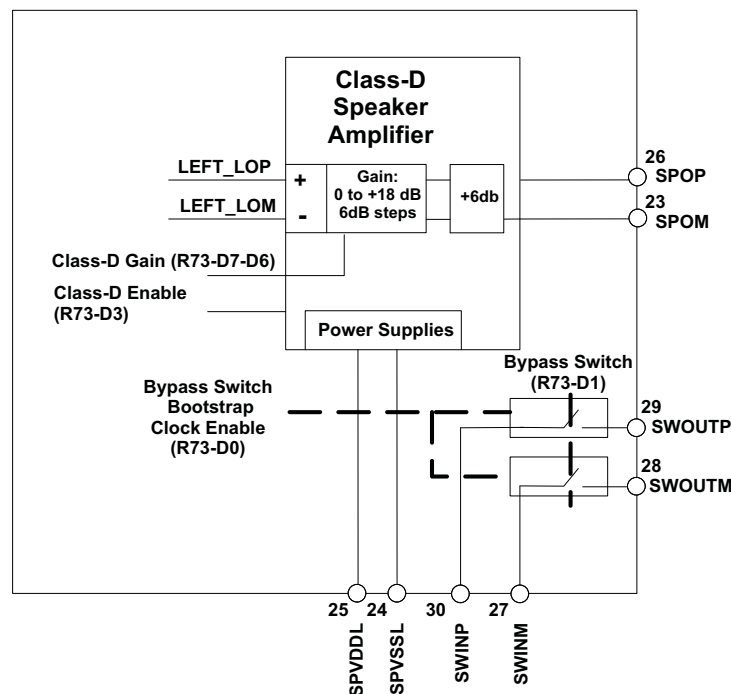 Class-D
Speaker
Amplifier
LEFT_LOP
LEFT_LOM
+
-
Gain:
0 to +18 dB
6dB steps
+6db
26
SPOP
23
SPOM
Class-D Gain (R73-D7-D6)
Class-D Enable
(R73-D3)
Power Supplies
Bypass Switch
(R73-D1)
Bypass Switch
Bootstrap
Clock Enable
(R73-D0)
29
SWOUTP
28
SWOUTM
25
24
30
27
SPVDDL
SPVSSL
SWINP
SWINM